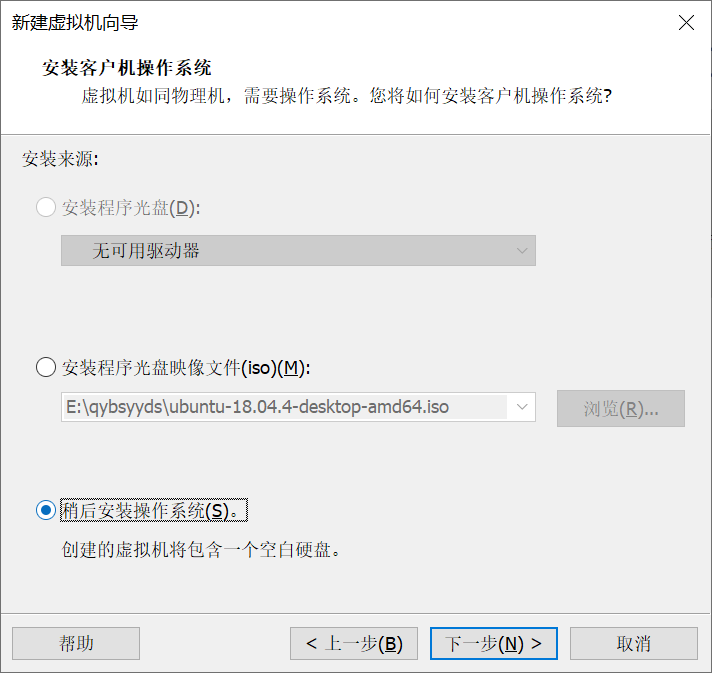 新建虚拟机向导
安装客户机操作系统
虚拟机如同物理机，需要操作系统。您将如何安装客户机操作系统?
安装来源:
安装程序光盘(D):
无可用驱动器
安装程序光盘映像文件(iso)(M):
E:\qybsyyds\ubuntu-18.04.4-desktop-amd64.iso
浏览(R)...
稍后安装操作系统(S)。
创建的虚拟机将包含一个空白硬盘。
帮助
< 上一步(B)
下一步(N) >
取消